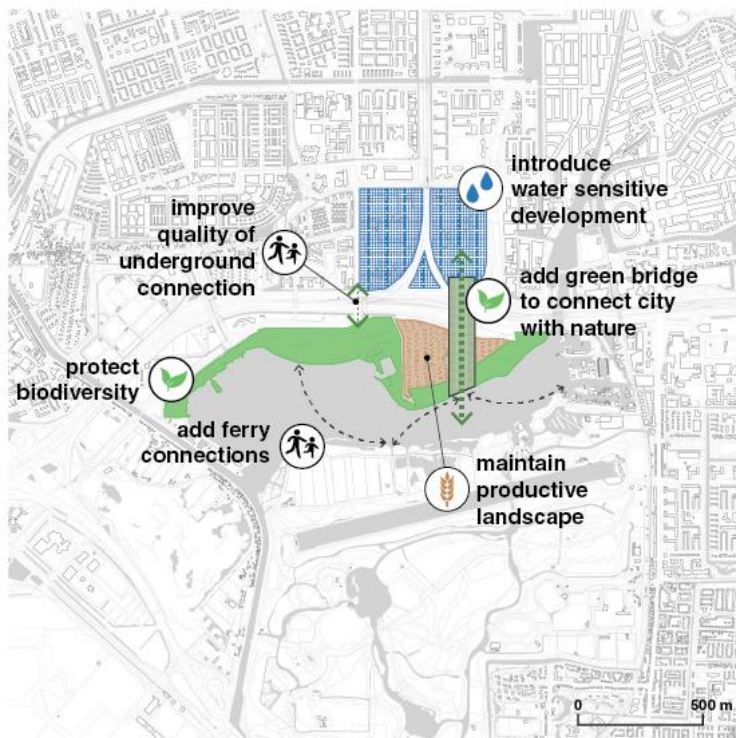 introduce
water sensitive
development
improve
quality of
underground
connection
add green bridge
to connect city
with nature
protect
biodiversity
add ferry
connections
maintain
productive
landscape
0 500 m